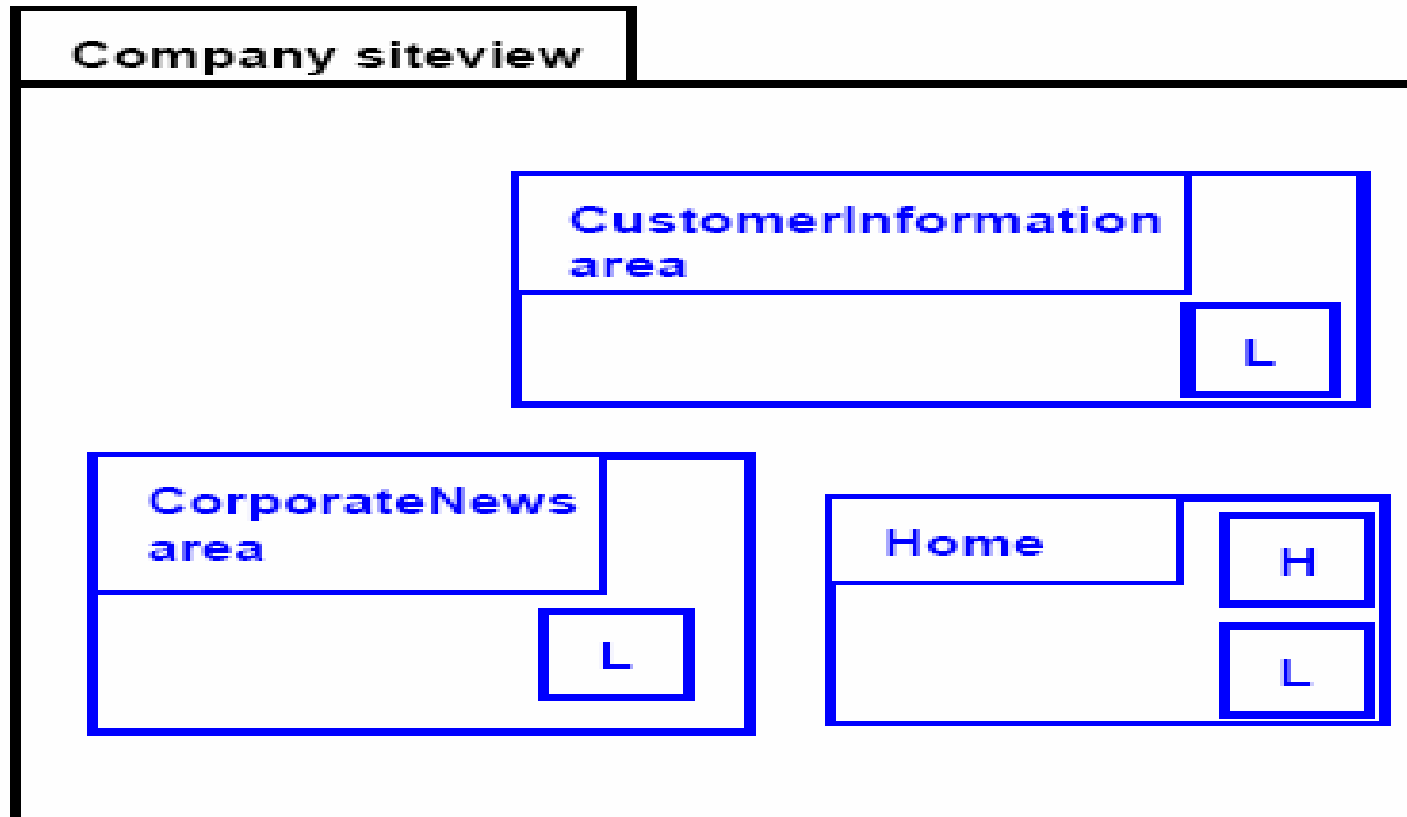 Company siteview
CustomerInformation
area
L
CorporateNews
area
L
Home
H
L